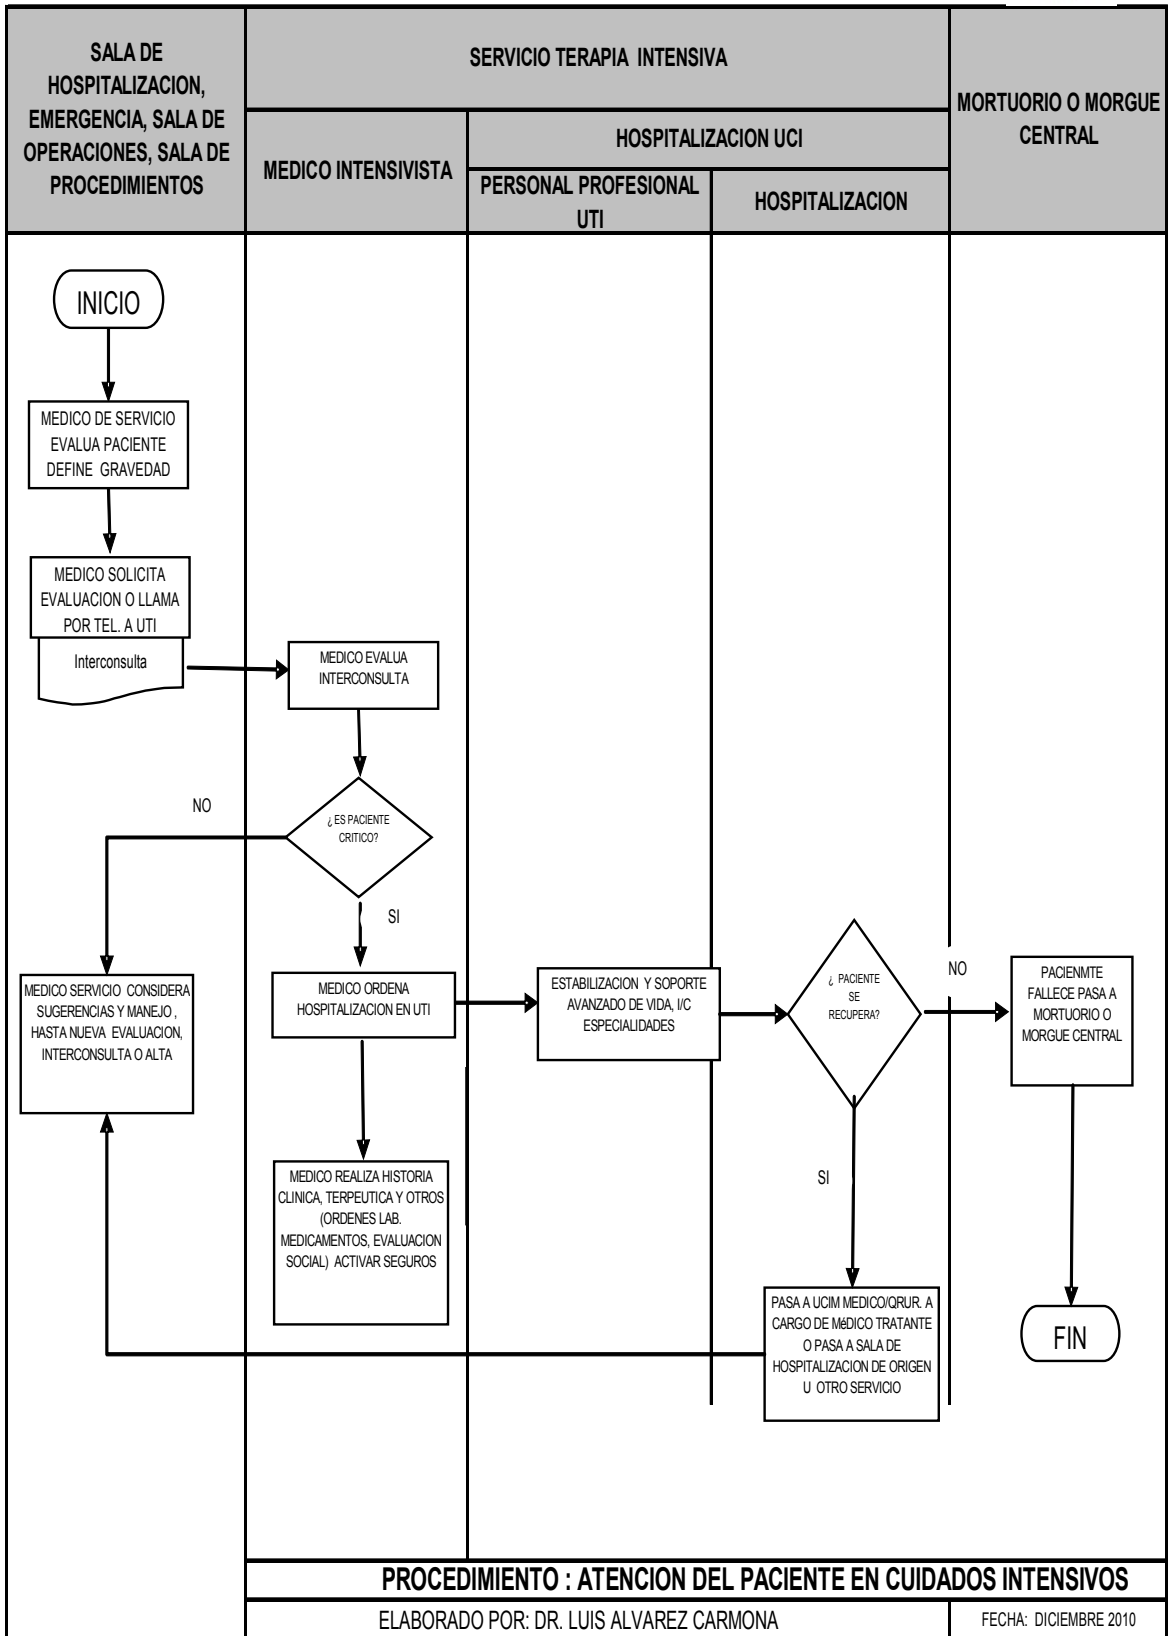 SALA DE
HOSPITALIZACION,
EMERGENCIA, SALA DE
OPERACIONES, SALA DE
PROCEDIMIENTOS
SERVICIO TERAPIA INTENSIVA
MEDICO INTENSIVISTA
HOSPITALIZACION UCI
PERSONAL PROFESIONAL
UTI
HOSPITALIZACION
MORTUORIO O MORGUE
CENTRAL
INICIO
MEDICO DE SERVICIO
EVALUA PACIENTE
DEFINE GRAVEDAD
MEDICO SOLICITA
EVALUACION O LLAMA
POR TEL. A UTI
Interconsulta
MEDICO EVALUA
INTERCONSULTA
¿ ES PACIENTE
CRITICO?
NO
SI
MEDICO SERVICIO CONSIDERA
SUGERENCIAS Y MANEJO ,
HASTA NUEVA EVALUACION,
INTERCONSULTA O ALTA
MEDICO ORDENA
HOSPITALIZACION EN UTI
MEDICO REALIZA HISTORIA
CLINICA, TERPEUTICA Y OTROS
(ORDENES LAB.
MEDICAMENTOS, EVALUACION
SOCIAL) ACTIVAR SEGUROS
ESTABILIZACION Y SOPORTE
AVANZADO DE VIDA, I/C
ESPECIALIDADES
¿ PACIENTE
SE
RECUPERA?
NO
SI
PACIENMTE
FALLECE PASA A
MORTUORIO O
MORGUE CENTRAL
PASA A UCIM MEDICO/QRUR. A
CARGO DE MéDICO TRATANTE
O PASA A SALA DE
HOSPITALIZACION DE ORIGEN
U OTRO SERVICIO
FIN
PROCEDIMIENTO : ATENCION DEL PACIENTE EN CUIDADOS INTENSIVOS
ELABORADO POR: DR. LUIS ALVAREZ CARMONA
FECHA: DICIEMBRE 2010